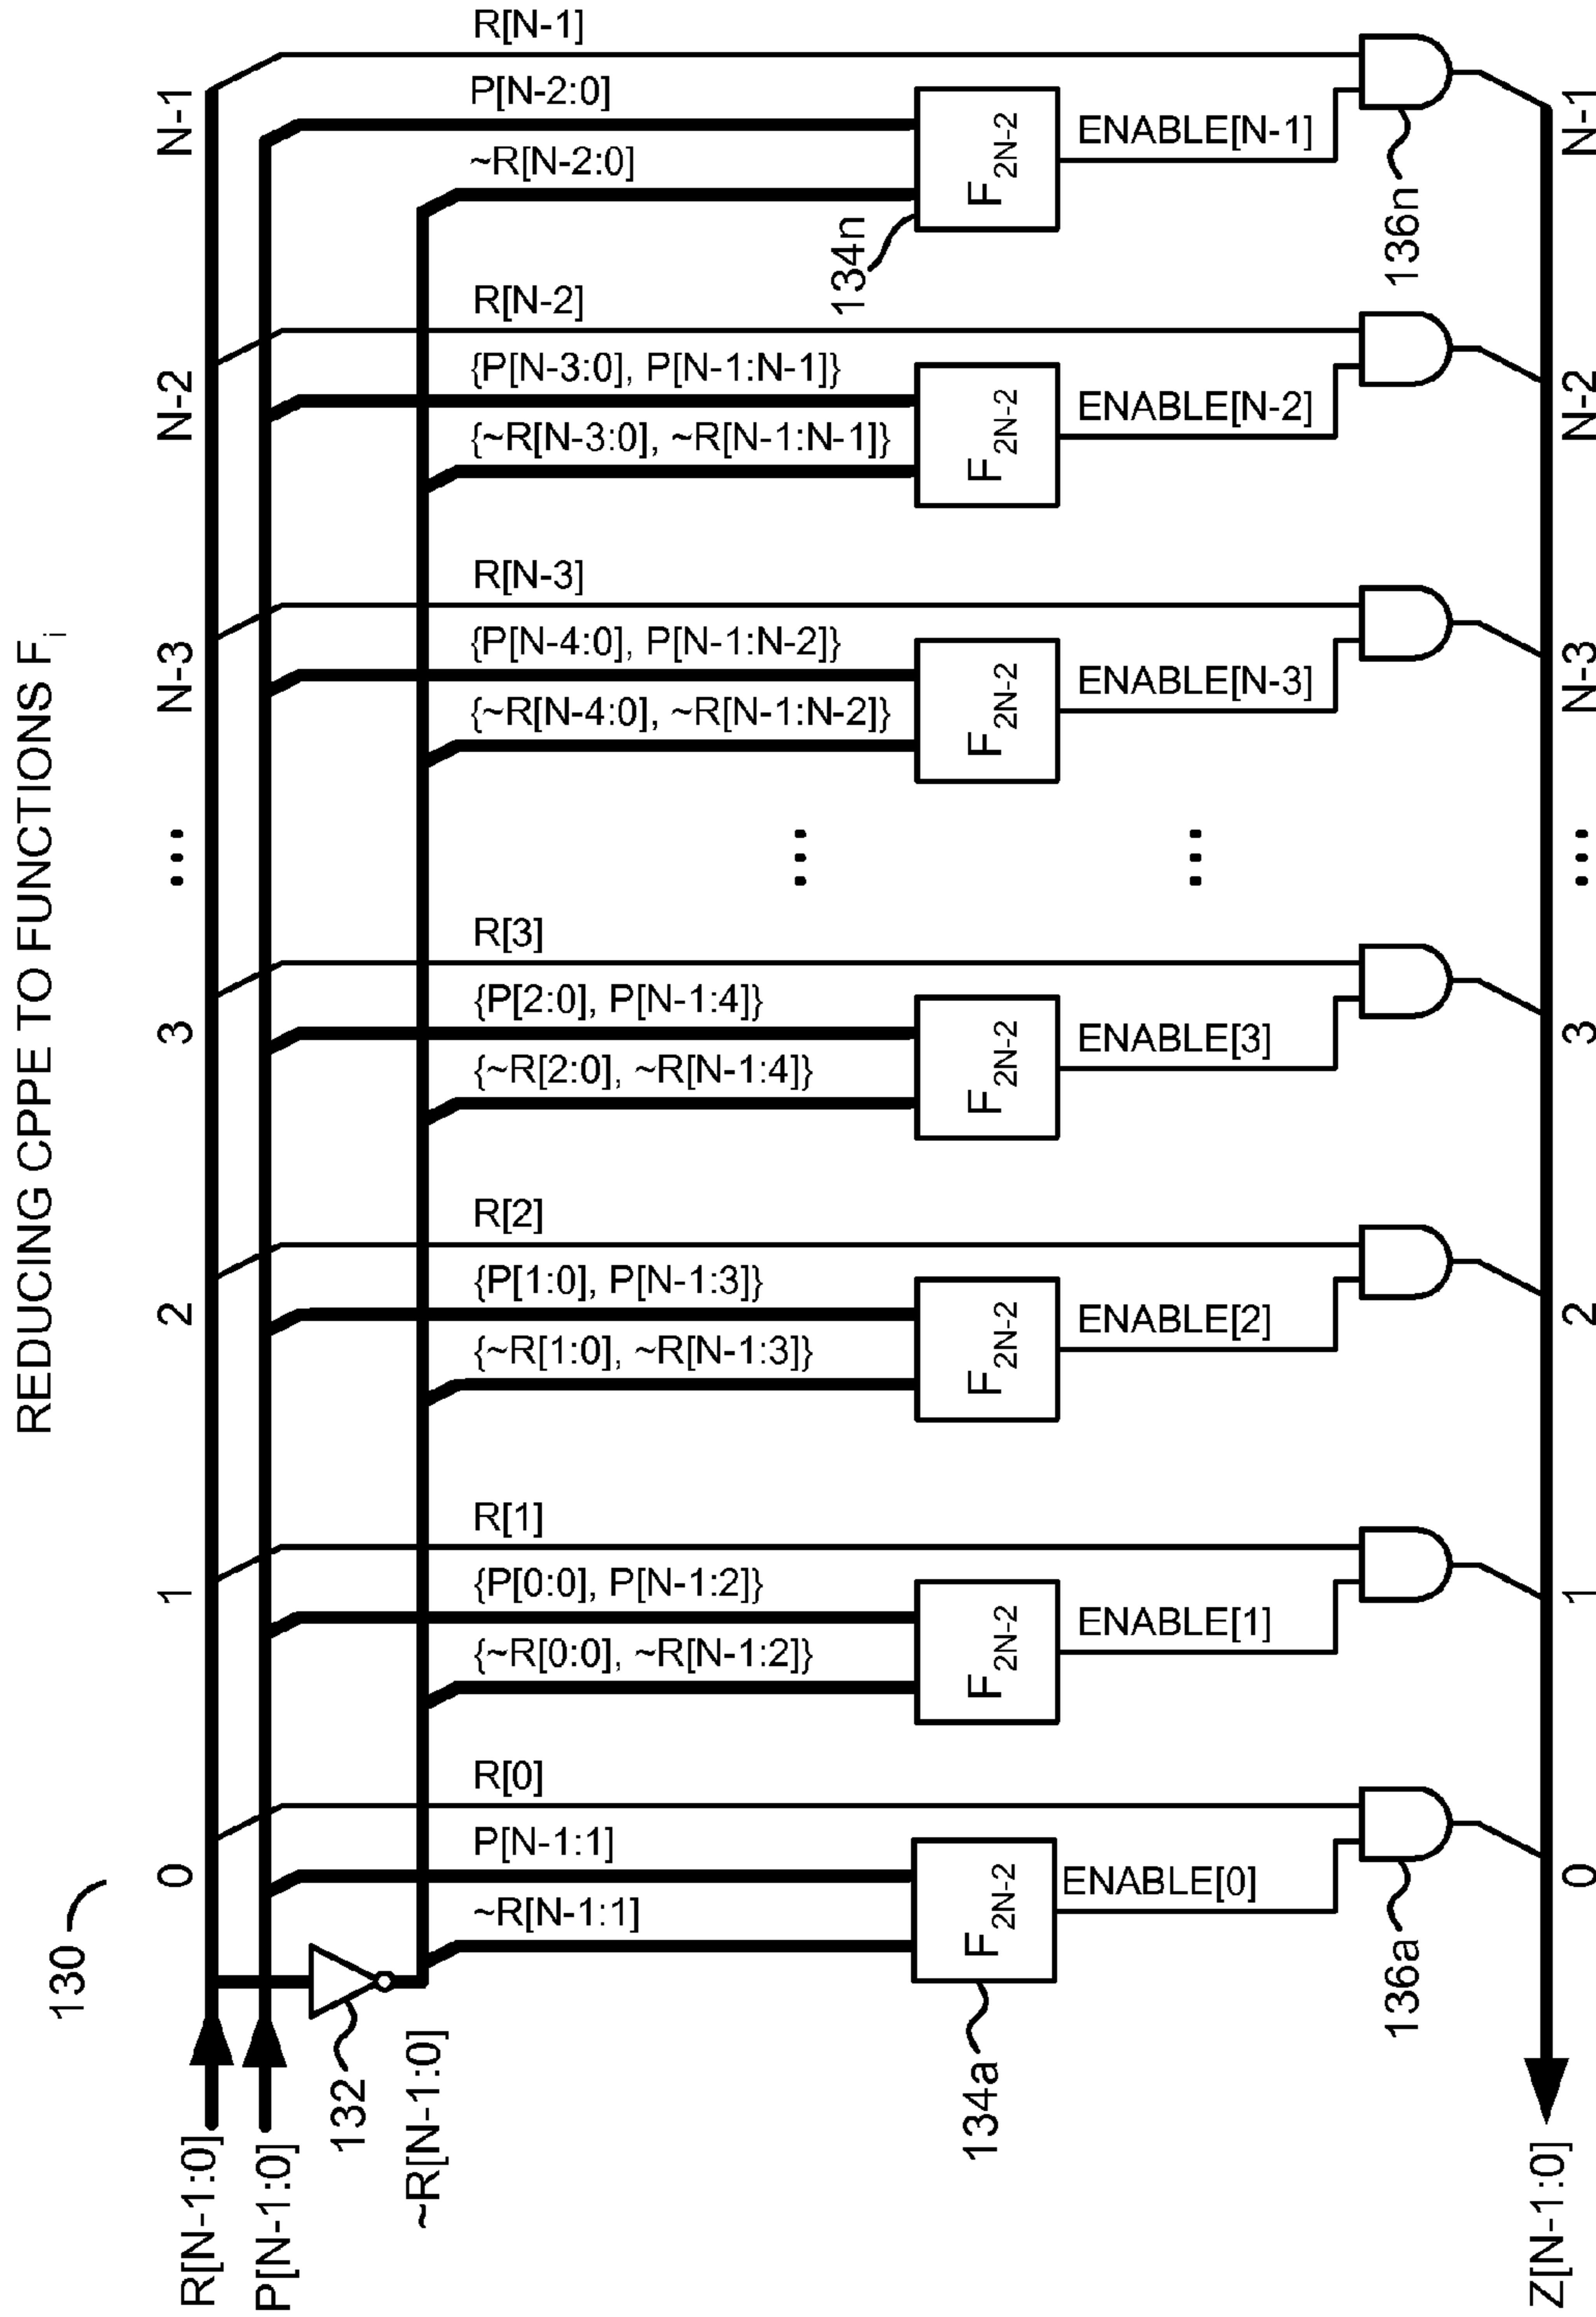 REDUCING CPPE TO FUNCTIONS Fi
130
0 1 2 3 ... N-3 N-2 N-1
R[N-1:0]
P[N-1:0]
132
~R[N-1:0]
R[0]
P[N-1:1]
~R[N-1:1]
R[1]
{P[0:0], P[N-1:2]}
{~R[0:0], ~R[N-1:2]}
R[2]
{P[1:0], P[N-1:3]}
{~R[1:0], ~R[N-1:3]}
R[3]
{P[2:0], P[N-1:4]}
{~R[2:0], ~R[N-1:4]}
R[N-3]
{P[N-4:0], P[N-1:N-2]}
{~R[N-4:0], ~R[N-1:N-2]}
R[N-2]
{P[N-3:0], P[N-1:N-1]}
{~R[N-3:0], ~R[N-1:N-1]}
R[N-1]
P[N-2:0]
~R[N-2:0]
134a
F2N-2
F2N-2
F2N-2
F2N-2
...
F2N-2
F2N-2
134n
F2N-2
ENABLE[0]
ENABLE[1]
ENABLE[2]
ENABLE[3]
...
ENABLE[N-3]
ENABLE[N-2]
ENABLE[N-1]
136a
136n
Z[N-1:0]
0 1 2 3 ... N-3 N-2 N-1